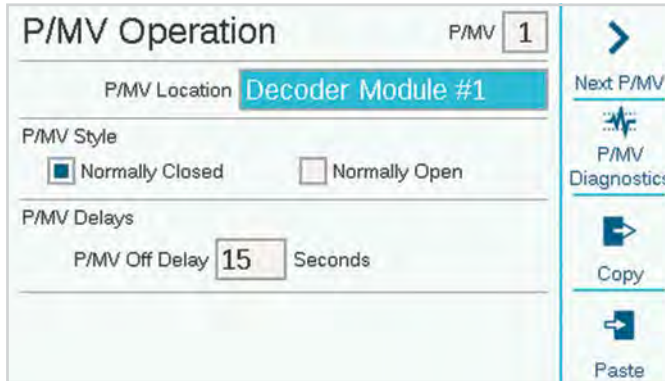 P/MV Operation P/MV 1
P/MV Location Decoder Module #1
P/MV Style
Normally Closed Normally Open
P/MV Delays
P/MV Off Delay 15 Seconds
Next P/MV
P/MV
Diagnostics
Copy
Paste